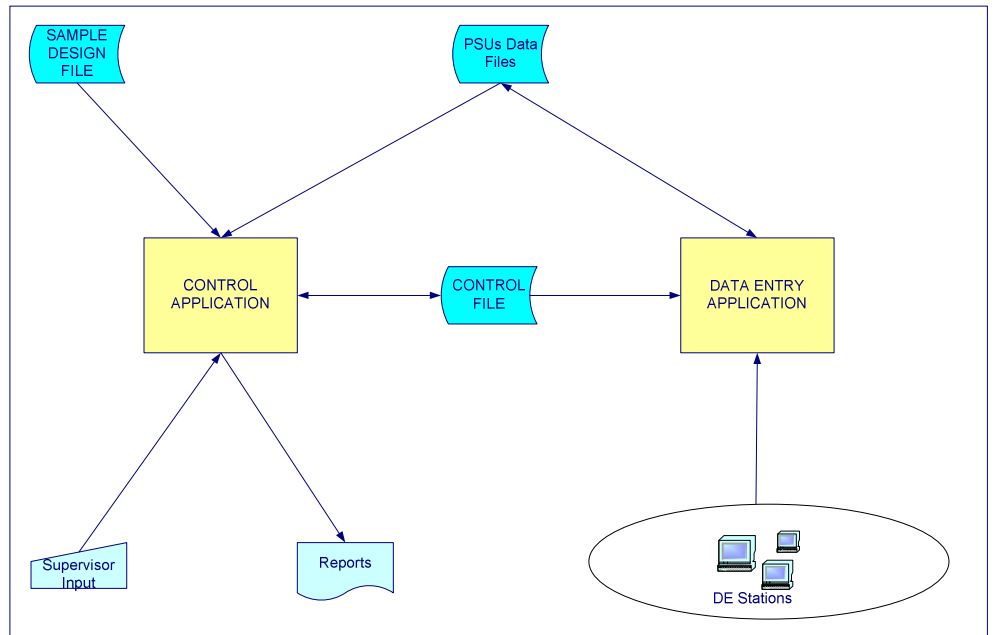 SAMPLE
DESIGN
FILE
PSUs Data
Files
CONTROL
APPLICATION
CONTROL
FILE
DATA ENTRY
APPLICATION
Supervisor
Input
Reports
DE Stations